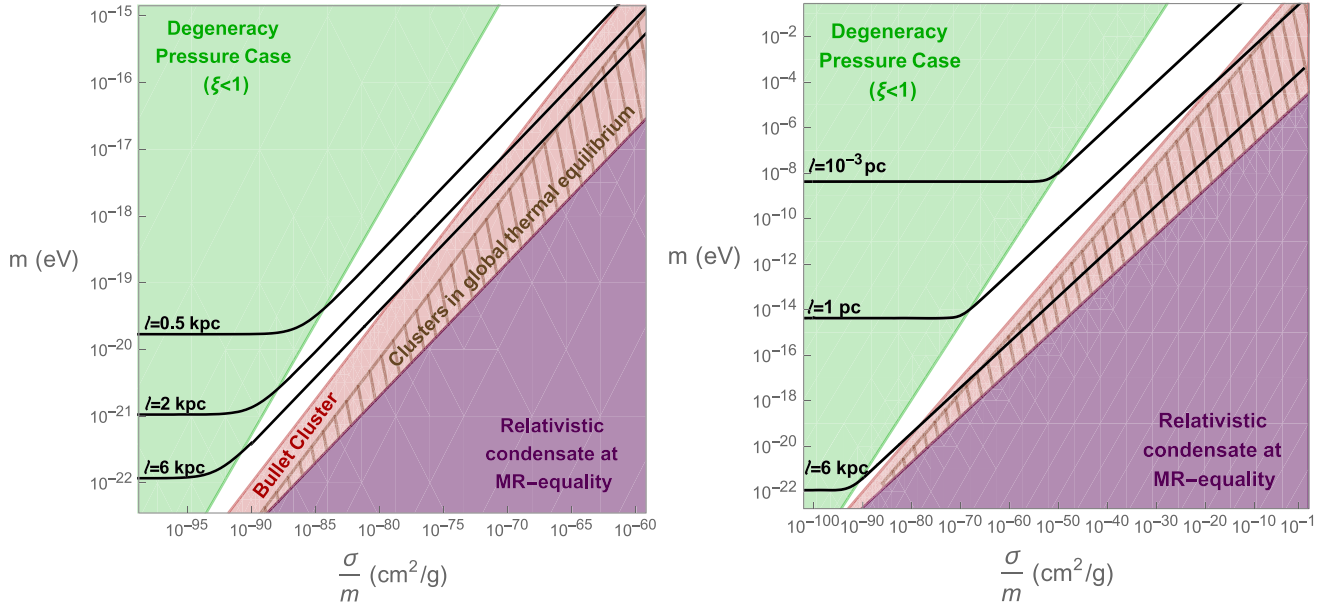 Degeneracy
Pressure Case
(ξ<1)
10⁻¹⁵
10⁻¹⁶
10⁻¹⁷
10⁻¹⁸
10⁻¹⁹
10⁻²⁰
10⁻²¹
10⁻²²
m (eV)
l=0.5 kpc
l=2 kpc
l=6 kpc
Bullet Cluster
Clusters in global thermal equilibrium
Relativistic
condensate at
MR−equality
10⁻⁹⁵ 10⁻⁹⁰ 10⁻⁸⁵ 10⁻⁸⁰ 10⁻⁷⁵ 10⁻⁷⁰ 10⁻⁶⁵ 10⁻⁶⁰
σ/m (cm²/g)
Degeneracy
Pressure Case
(ξ<1)
10⁻²
10⁻⁴
10⁻⁶
10⁻⁸
10⁻¹⁰
10⁻¹²
10⁻¹⁴
10⁻¹⁶
10⁻¹⁸
10⁻²⁰
10⁻²²
m (eV)
l=10⁻³ pc
l=1 pc
l=6 kpc
Relativistic
condensate at
MR−equality
10⁻¹⁰⁰ 10⁻⁹⁰ 10⁻⁸⁰ 10⁻⁷⁰ 10⁻⁶⁰ 10⁻⁵⁰ 10⁻⁴⁰ 10⁻³⁰ 10⁻²⁰ 10⁻¹⁰ 10⁻¹
σ/m (cm²/g)